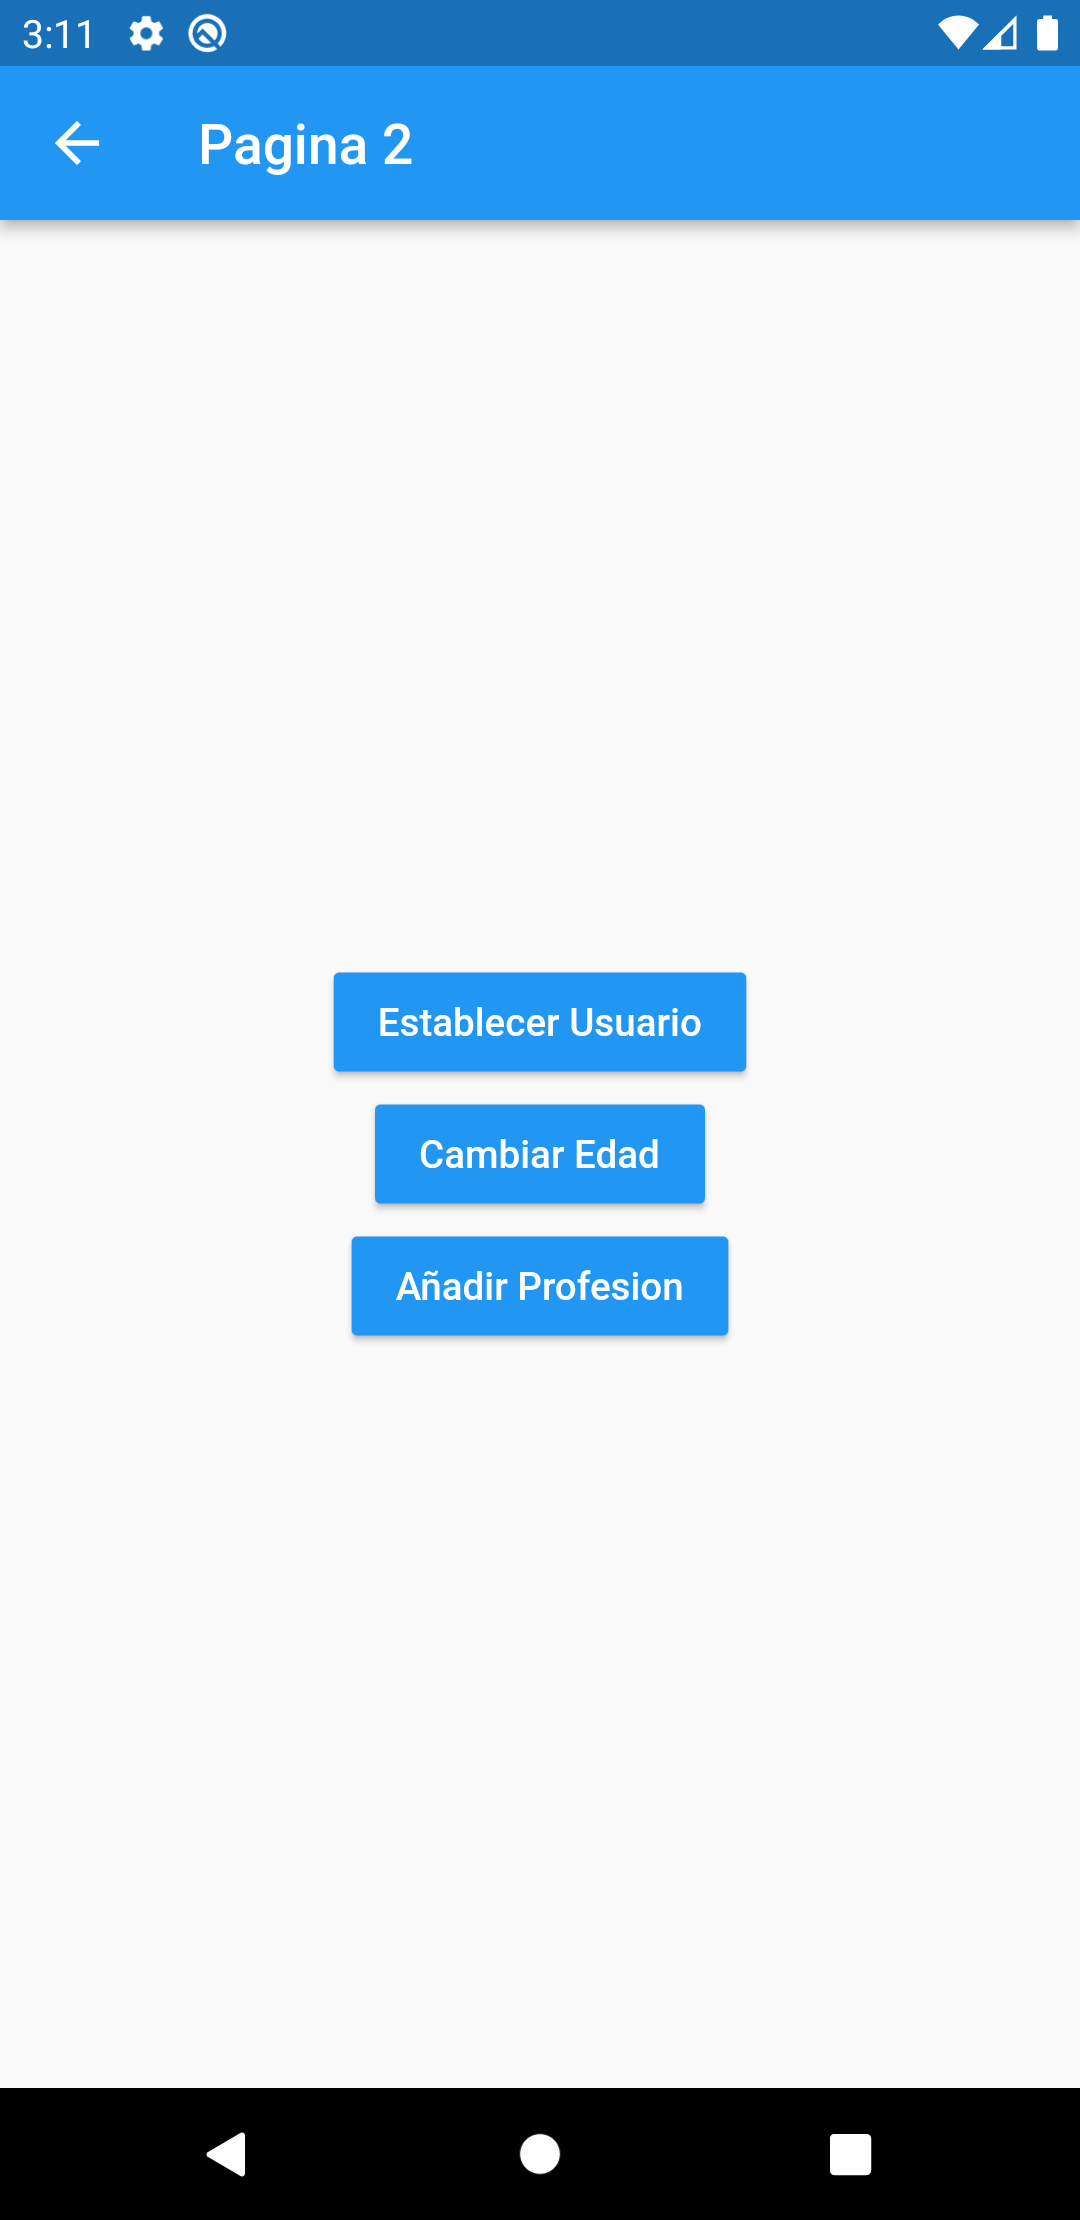 3:11
Pagina 2
Establecer Usuario
Cambiar Edad
Añadir Profesion